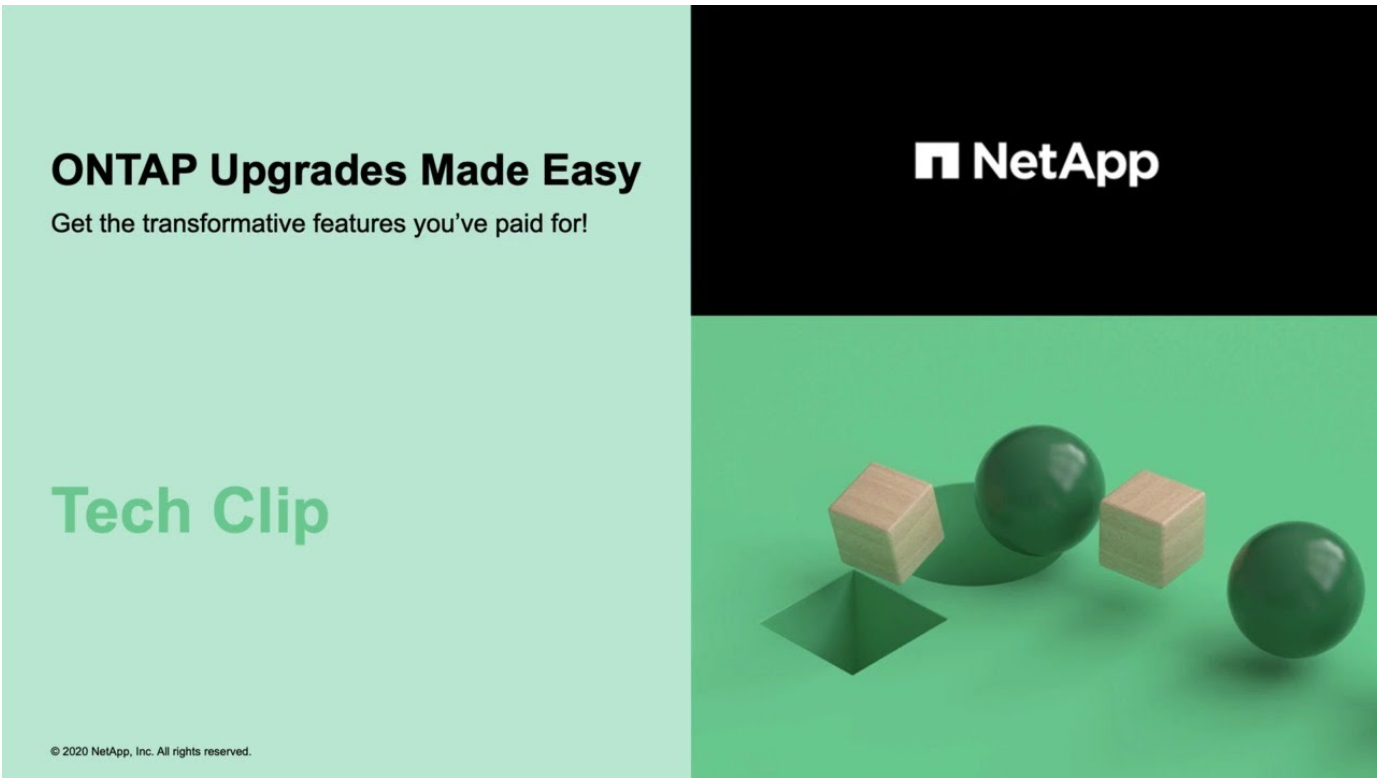 ONTAP Upgrades Made Easy
Get the transformative features you’ve paid for!
NetApp
Tech Clip
© 2020 NetApp, Inc. All rights reserved.